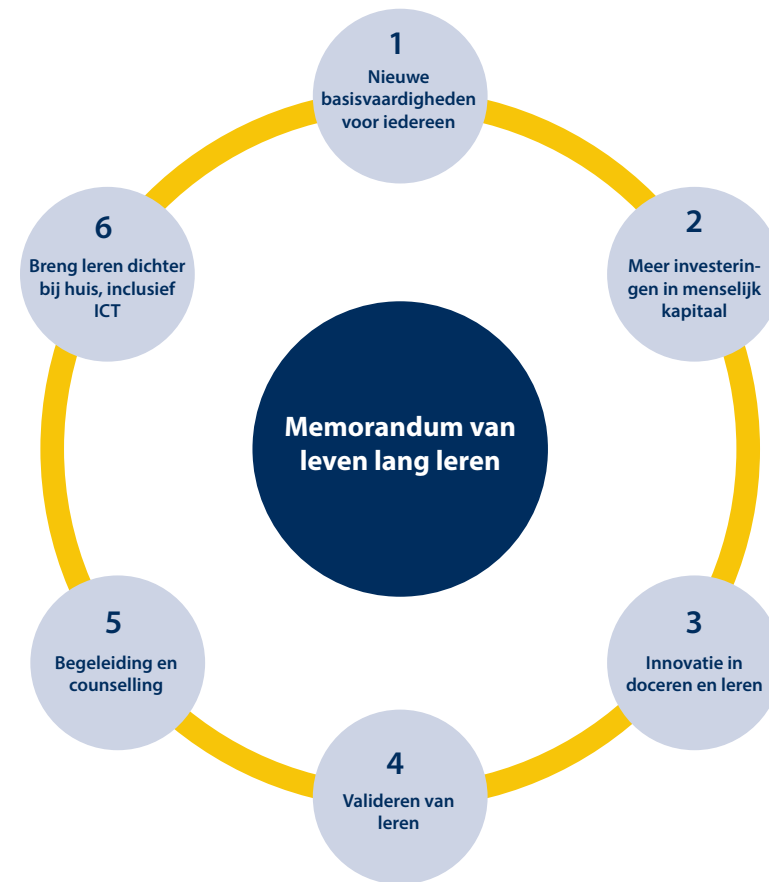 1
Nieuwe
basisvaardigheden
voor iedereen
2
Meer investerin-
gen in menselijk
kapitaal
3
Innovatie in
doceren en leren
4
Valideren van
leren
5
Begeleiding en
counselling
6
Breng leren dichter
bij huis, inclusief
ICT
Memorandum van
leven lang leren